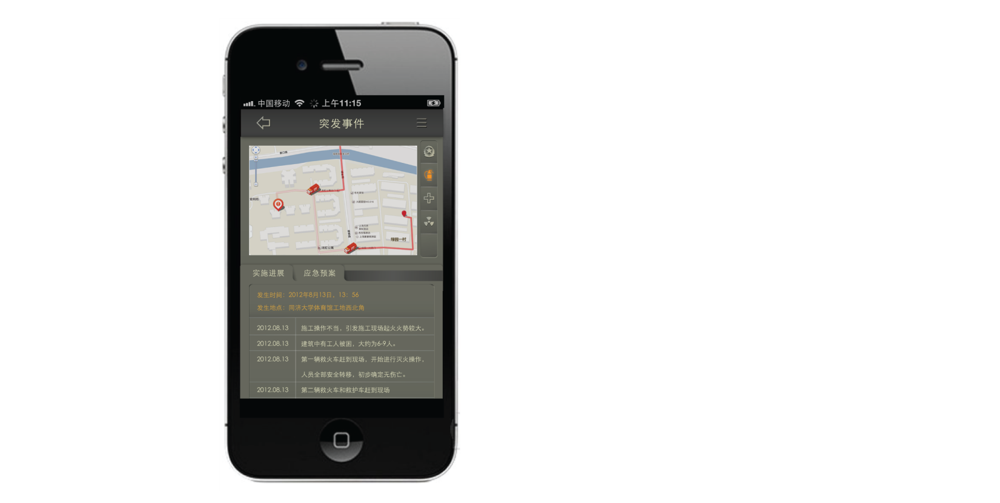 中国移动 上午11:15
突发事件
绿园一村
实施进展 应急预案
发生时间：2012年8月13日，13：56
发生地点：同济大学体育馆工地西北角
2012.08.13 施工操作不当，引发施工现场起火火势较大。
2012.08.13 建筑中有工人被困，大约为6-9人。
2012.08.13 第一辆救火车赶到现场，开始进行灭火操作，
人员全部安全转移，初步确定无伤亡。
2012.08.13 第二辆救火车和救护车赶到现场